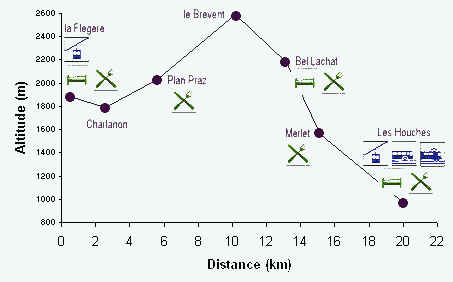 la Flegere
le Brevent
Bel Lachat
Plan Praz
Charlanon
Merlet
Les Houches
Altitude (m)
2600
2400
2200
2000
1800
1600
1400
1200
1000
800
0 2 4 6 8 10 12 14 16 18 20 22
Distance (km)